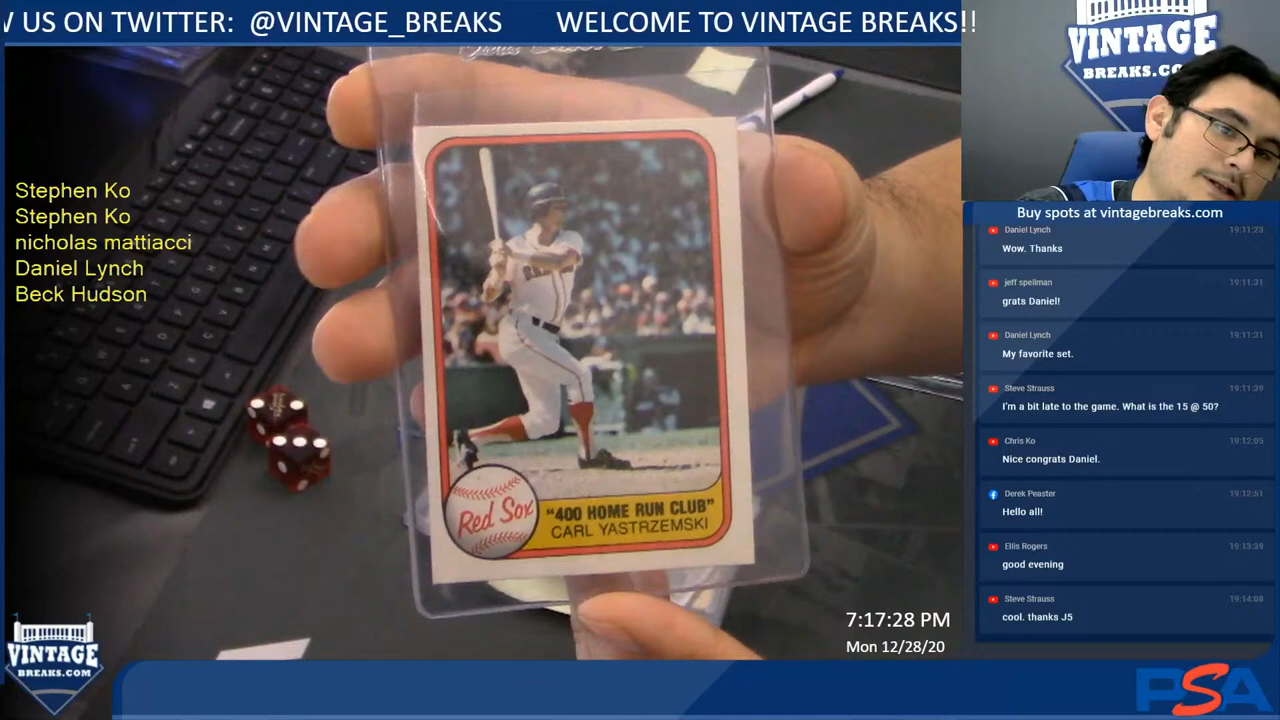 W US ON TWITTER: @VINTAGE_BREAKS WELCOME TO VINTAGE BREAKS!!
VINTAGE
BREAKS.CO
Stephen Ko
Stephen Ko
nicholas mattiacci
Daniel Lynch
Beck Hudson
Red Sox
"400 HOME RUN CLUB"
CARL YASTRZEMSKI
Buy spots at vintagebreaks.com
Daniel Lynch 19:11:23
Wow. Thanks
jeff spellman 19:11:31
grats Daniel!
Daniel Lynch 19:11:31
My favorite set.
Steve Strauss 19:11:39
I'm a bit late to the game. What is the 15 @ 50?
Chris Ko 19:12:05
Nice congrats Daniel.
Derek Peaster 19:12:51
Hello all!
Ellis Rogers 19:13:39
good evening
Steve Strauss 19:14:08
cool. thanks J5
7:17:28 PM
Mon 12/28/20
VINTAGE
BREAKS.COM
PSA